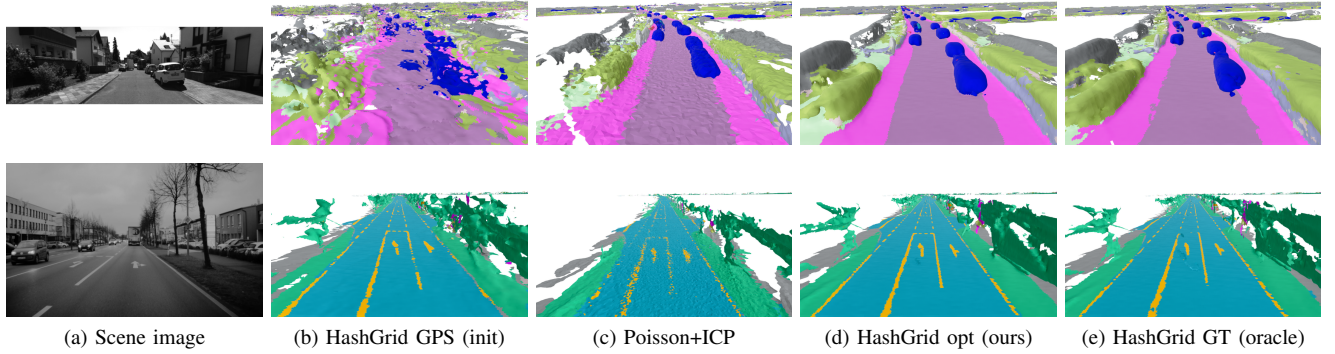 (a) Scene image
(b) HashGrid GPS (init)
(c) Poisson+ICP
(d) HashGrid opt (ours)
(e) HashGrid GT (oracle)